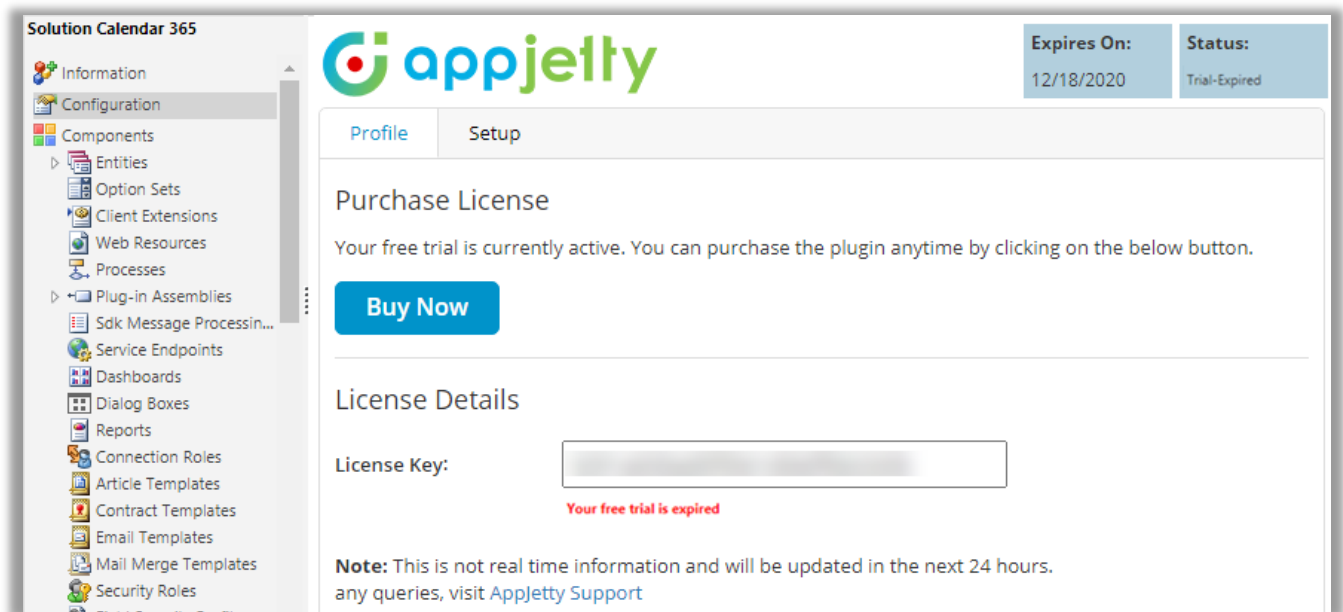 Solution Calendar 365
Information
Configuration
Components
Entities
Option Sets
Client Extensions
Web Resources
Processes
Plug-in Assemblies
Sdk Message Processin...
Service Endpoints
Dashboards
Dialog Boxes
Reports
Connection Roles
Article Templates
Contract Templates
Email Templates
Mail Merge Templates
Security Roles
appjetty
Expires On:
12/18/2020
Status:
Trial-Expired
Profile
Setup
Purchase License
Your free trial is currently active. You can purchase the plugin anytime by clicking on the below button.
Buy Now
License Details
License Key:
Your free trial is expired
Note: This is not real time information and will be updated in the next 24 hours.
any queries, visit AppJetty Support